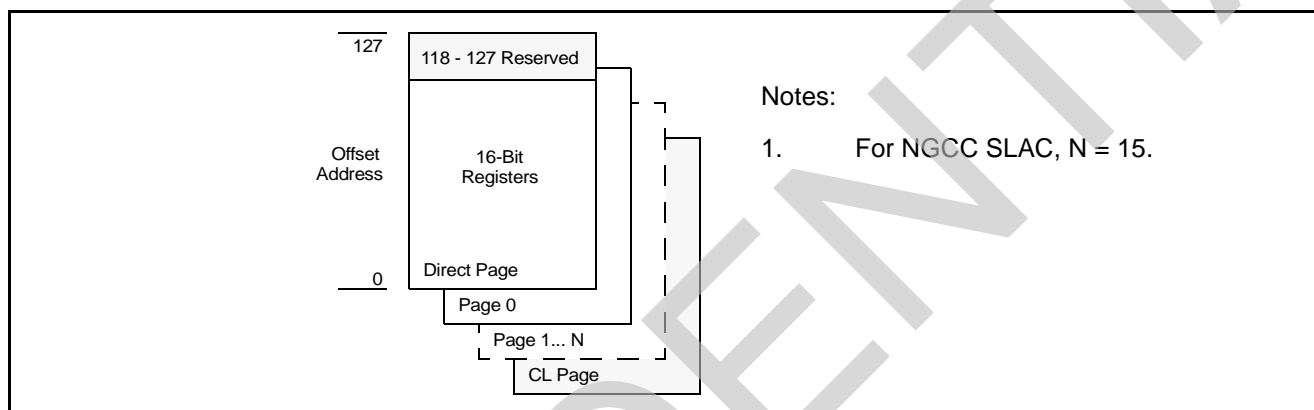 127
118 - 127 Reserved
Notes:
1. For NGCC SLAC, N = 15.
Offset
Address
16-Bit
Registers
Direct Page
0
Page 0
Page 1... N
CL Page